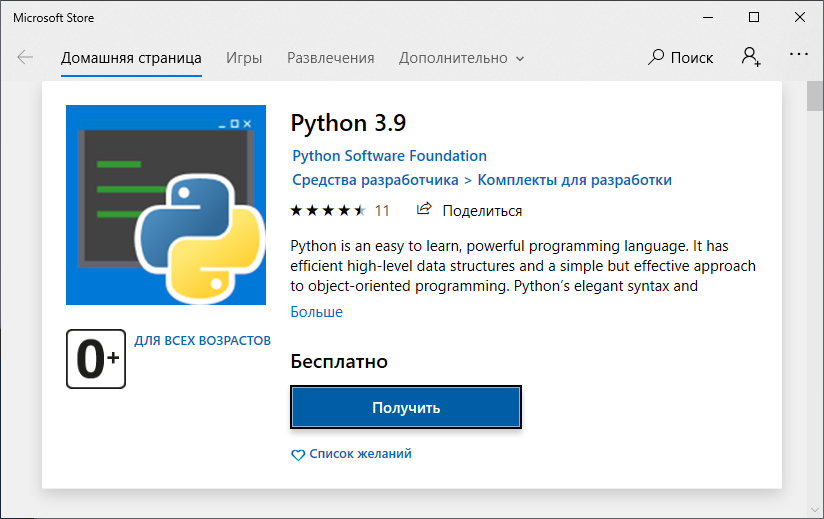 Microsoft Store
Домашняя страница Игры Развлечения Дополнительно Поиск
Python 3.9
Python Software Foundation
Средства разработчика > Комплекты для разработки
11 Поделиться
Python is an easy to learn, powerful programming language. It has
efficient high-level data structures and a simple but effective approach
to object-oriented programming. Python’s elegant syntax and
Больше
0+ ДЛЯ ВСЕХ ВОЗРАСТОВ
Бесплатно
Получить
Список желаний